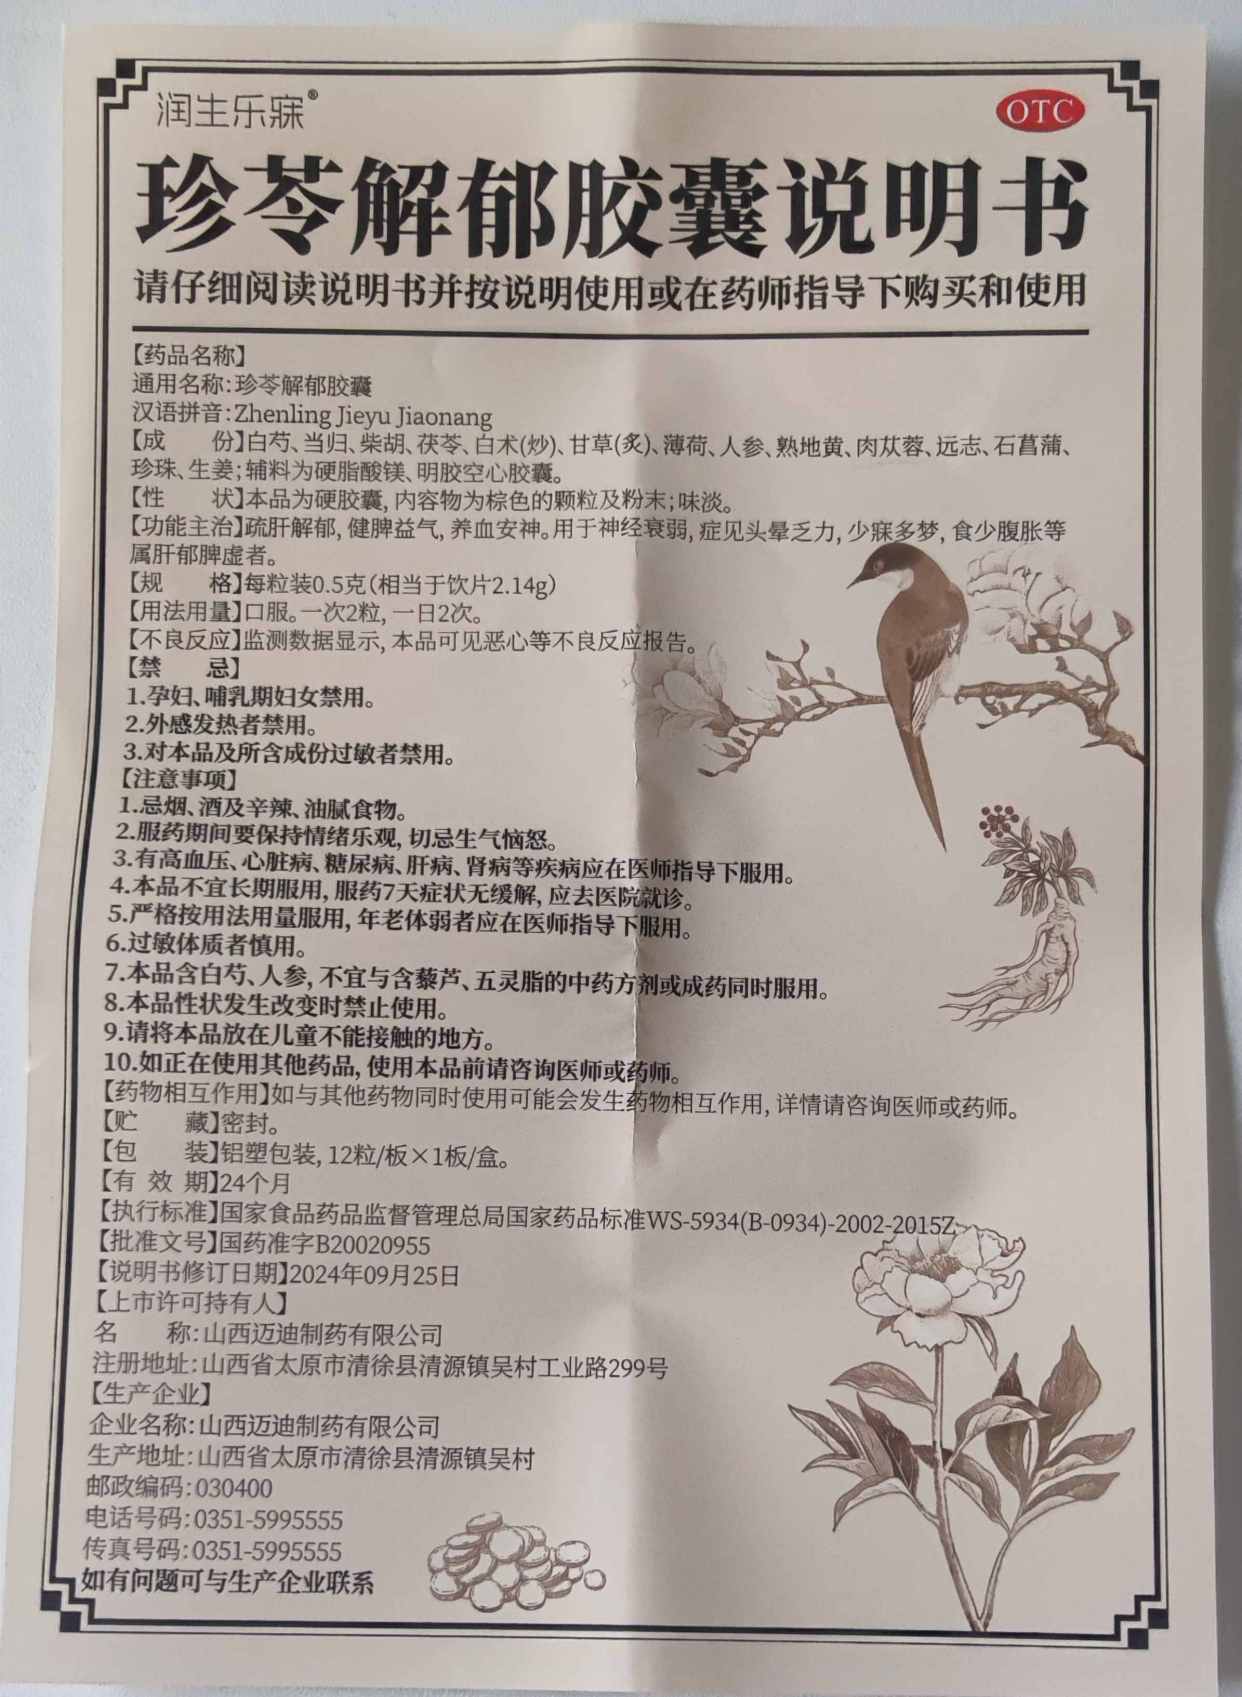 润生乐寐®
OTC
珍苓解郁胶囊说明书
请仔细阅读说明书并按说明使用或在药师指导下购买和使用
【药品名称】
通用名称:珍苓解郁胶囊
汉语拼音:Zhenling Jieyu Jiaonang
【成 份】白芍、当归、柴胡、茯苓、白术(炒)、甘草(炙)、薄荷、人参、熟地黄、肉苁蓉、远志、石菖蒲、
珍珠、生姜;辅料为硬脂酸镁、明胶空心胶囊。
【性 状】本品为硬胶囊,内容物为棕色的颗粒及粉末;味淡。
【功能主治】疏肝解郁,健脾益气,养血安神。用于神经衰弱,症见头晕乏力,少寐多梦,食少腹胀等
属肝郁脾虚者。
【规 格】每粒装0.5克(相当于饮片2.14g)
【用法用量】口服。一次2粒,一日2次。
【不良反应】监测数据显示,本品可见恶心等不良反应报告。
【禁 忌】
1.孕妇、哺乳期妇女禁用。
2.外感发热者禁用。
3.对本品及所含成份过敏者禁用。
【注意事项】
1.忌烟、酒及辛辣、油腻食物。
2.服药期间要保持情绪乐观,切忌生气恼怒。
3.有高血压、心脏病、糖尿病、肝病、肾病等疾病应在医师指导下服用。
4.本品不宜长期服用,服药7天症状无缓解,应去医院就诊。
5.严格按用法用量服用,年老体弱者应在医师指导下服用。
6.过敏体质者慎用。
7.本品含白芍、人参,不宜与含藜芦、五灵脂的中药方剂或成药同时服用。
8.本品性状发生改变时禁止使用。
9.请将本品放在儿童不能接触的地方。
10.如正在使用其他药品,使用本品前请咨询医师或药师。
【药物相互作用】如与其他药物同时使用可能会发生药物相互作用,详情请咨询医师或药师。
【贮 藏】密封。
【包 装】铝塑包装,12粒/板×1板/盒。
【有 效 期】24个月
【执行标准】国家食品药品监督管理总局国家药品标准WS-5934(B-0934)-2002-2015Z
【批准文号】国药准字B20020955
【说明书修订日期】2024年09月25日
【上市许可持有人】
名 称:山西迈迪制药有限公司
注册地址:山西省太原市清徐县清源镇吴村工业路299号
【生产企业】
企业名称:山西迈迪制药有限公司
生产地址:山西省太原市清徐县清源镇吴村
邮政编码:030400
电话号码:0351-5995555
传真号码:0351-5995555
如有问题可与生产企业联系